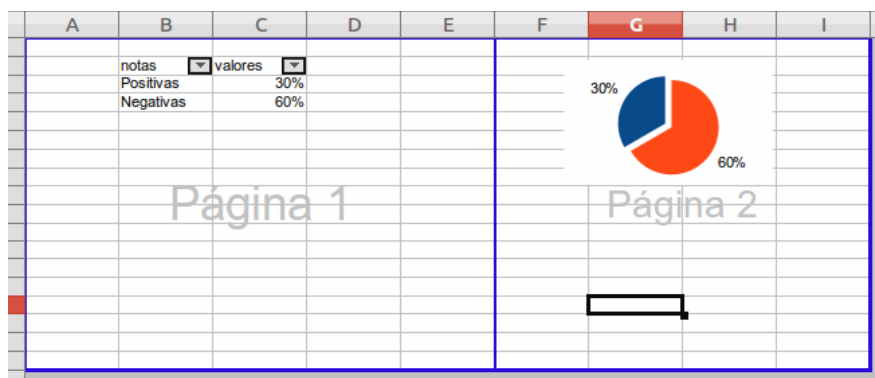 A B C D E F G H I
notas valores
Positivas 30%
Negativas 60%
30%
60%
Página 1 Página 2